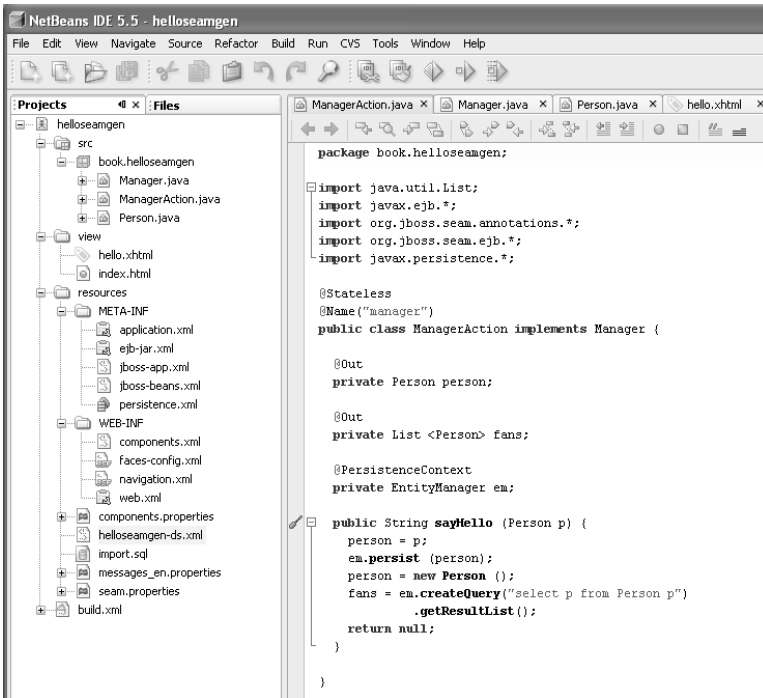 NetBeans IDE 5.5 - helloseamgen
File Edit View Navigate Source Refactor Build Run CVS Tools Window Help
Projects Files
helloseamgen
src
book.helloseamgen
Manager.java
ManagerAction.java
Person.java
view
hello.xhtml
index.html
resources
META-INF
application.xml
ejb-jar.xml
jboss-app.xml
jboss-beans.xml
persistence.xml
WEB-INF
components.xml
faces-config.xml
navigation.xml
web.xml
components.properties
helloseamgen-ds.xml
import.sql
messages_en.properties
seam.properties
build.xml
ManagerAction.java Manager.java Person.java hello.xhtml
package book.helloseamgen;
import java.util.List;
import javax.ejb.*;
import org.jboss.seam.annotations.*;
import org.jboss.seam.ejb.*;
import javax.persistence.*;
@Stateless
@Name("manager")
public class ManagerAction implements Manager {
@Out
private Person person;
@Out
private List <Person> fans;
@PersistenceContext
private EntityManager em;
public String sayHello (Person p) {
person = p;
em.persist (person);
person = new Person ();
fans = em.createQuery("select p from Person p")
.getResultList();
return null;
}
}